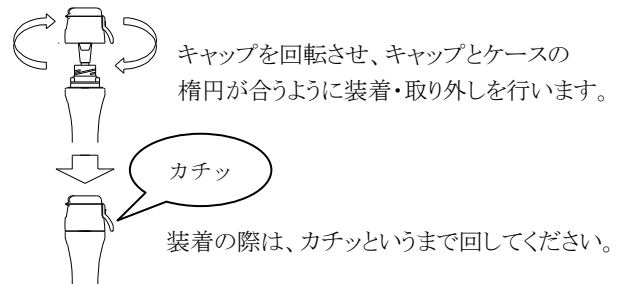 キャップを回転させ、キャップとケースの
楕円が合うように装着・取り外しを行います。
カチッ
装着の際は、カチッというまで回してください。